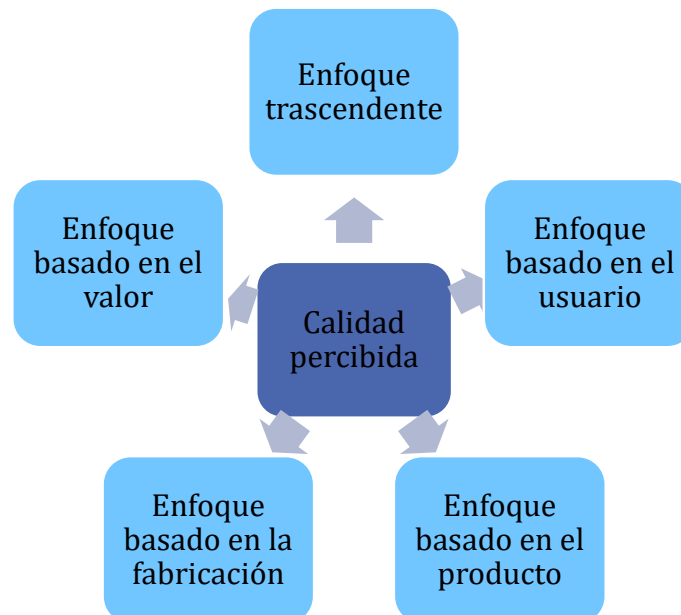 Enfoque
trascendente
Enfoque
basado en el
valor
Enfoque
basado en el
usuario
Calidad
percibida
Enfoque
basado en la
fabricación
Enfoque
basado en el
producto